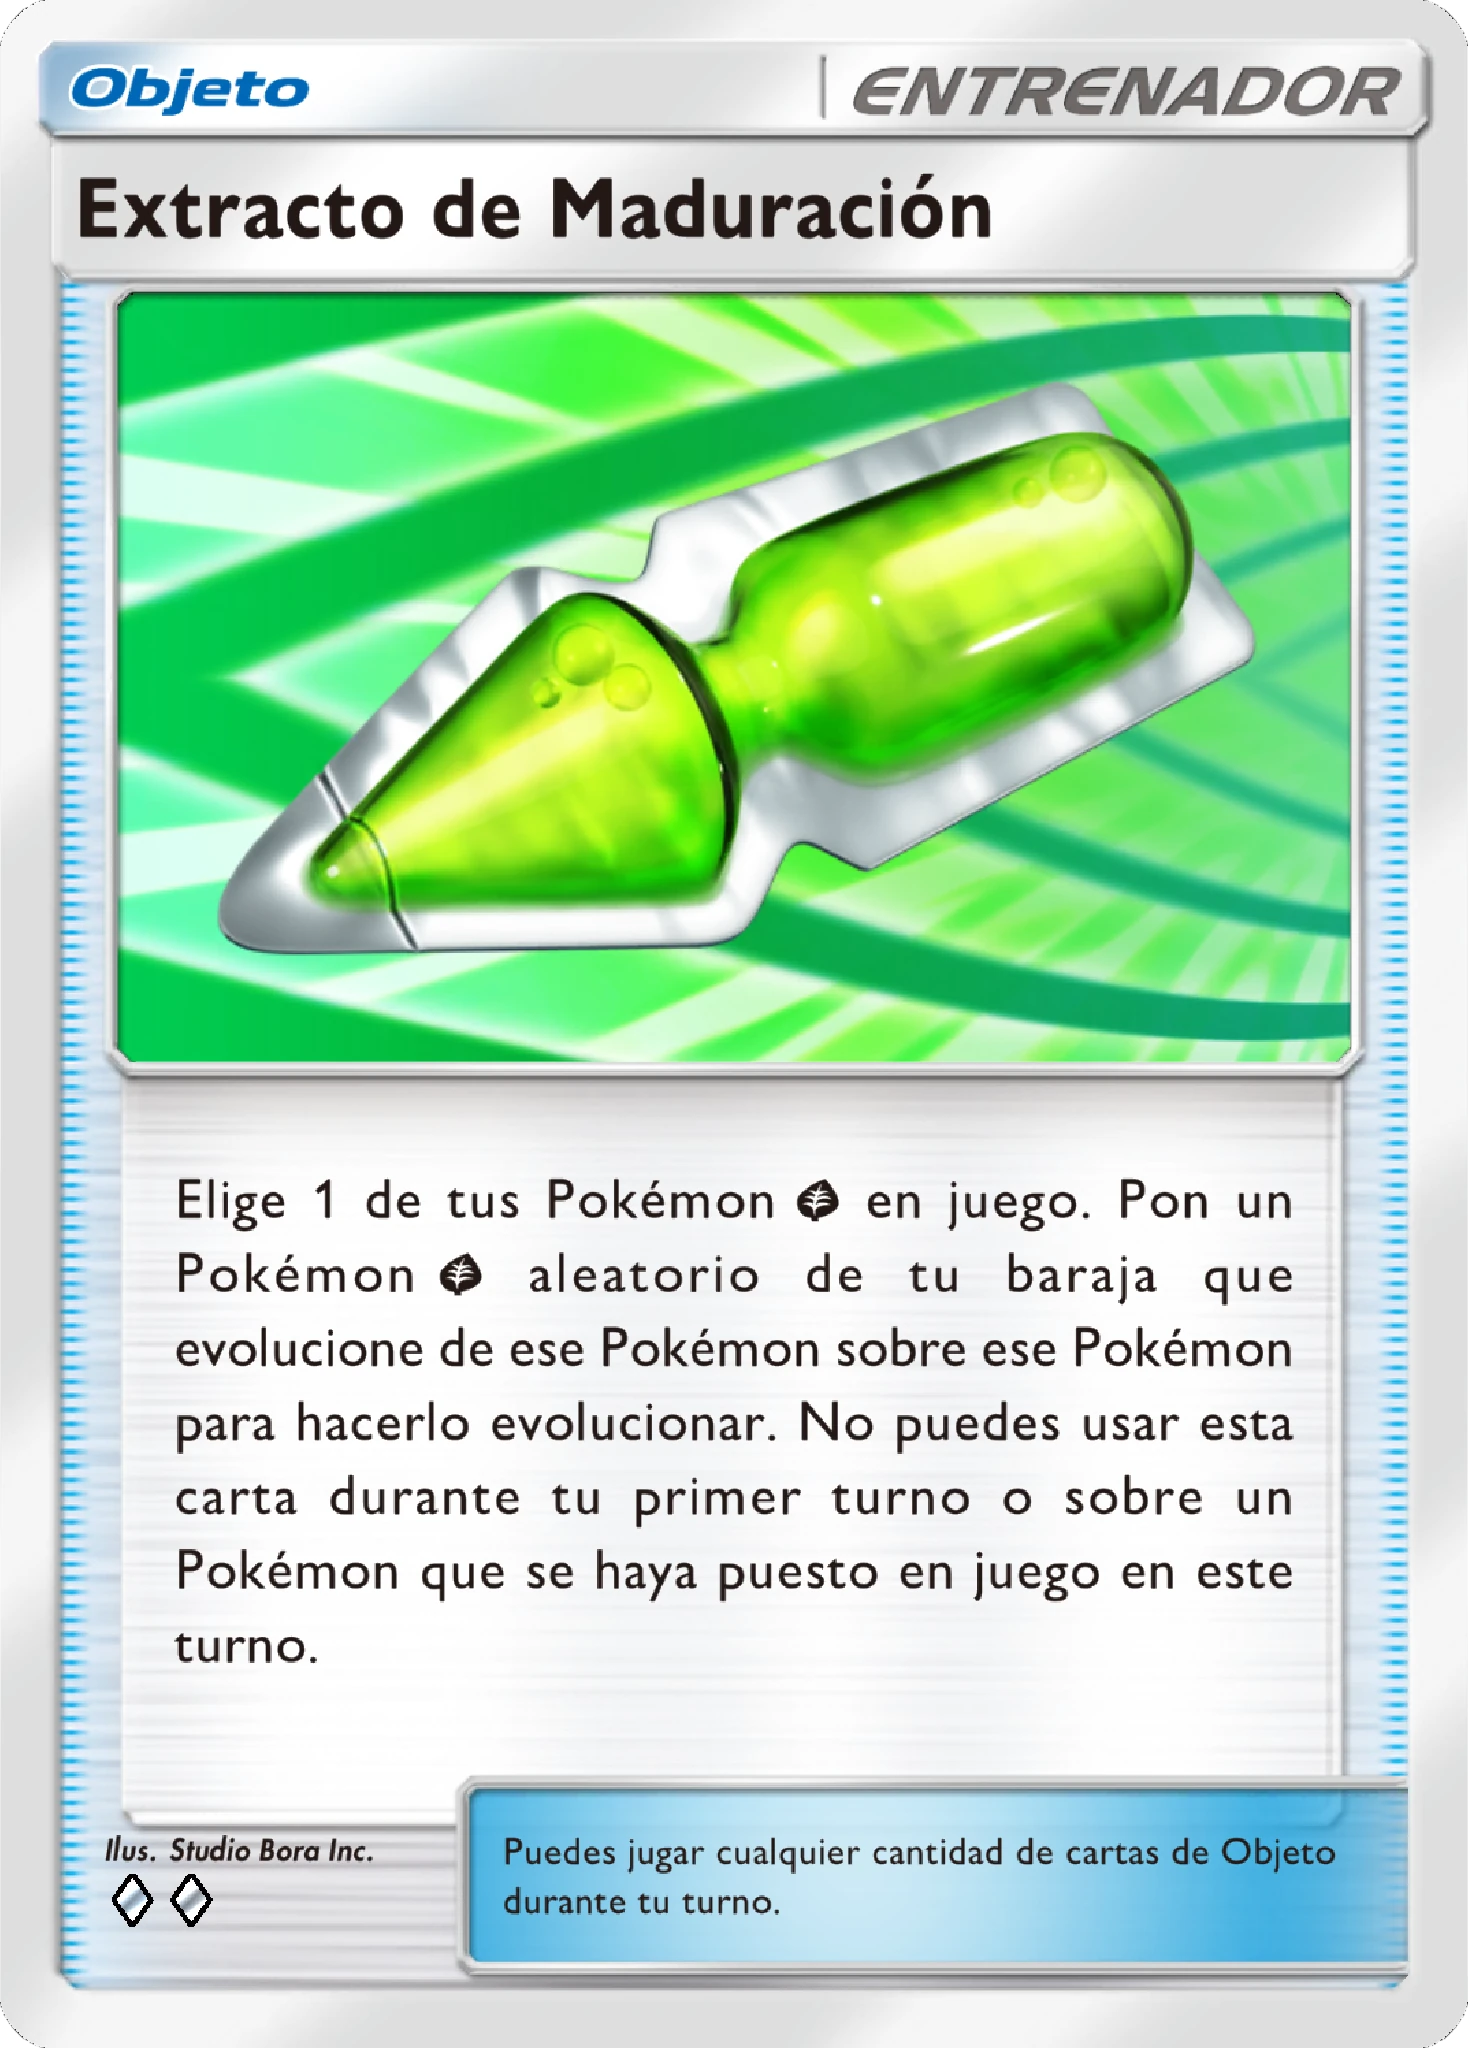 Objeto
ENTRENADOR
Extracto de Maduración
Elige 1 de tus Pokémon en juego. Pon un
Pokémon aleatorio de tu baraja que
evolucione de ese Pokémon sobre ese Pokémon
para hacerlo evolucionar. No puedes usar esta
carta durante tu primer turno o sobre un
Pokémon que se haya puesto en juego en este
turno.
Ilus. Studio Bora Inc.
Puedes jugar cualquier cantidad de cartas de Objeto
durante tu turno.